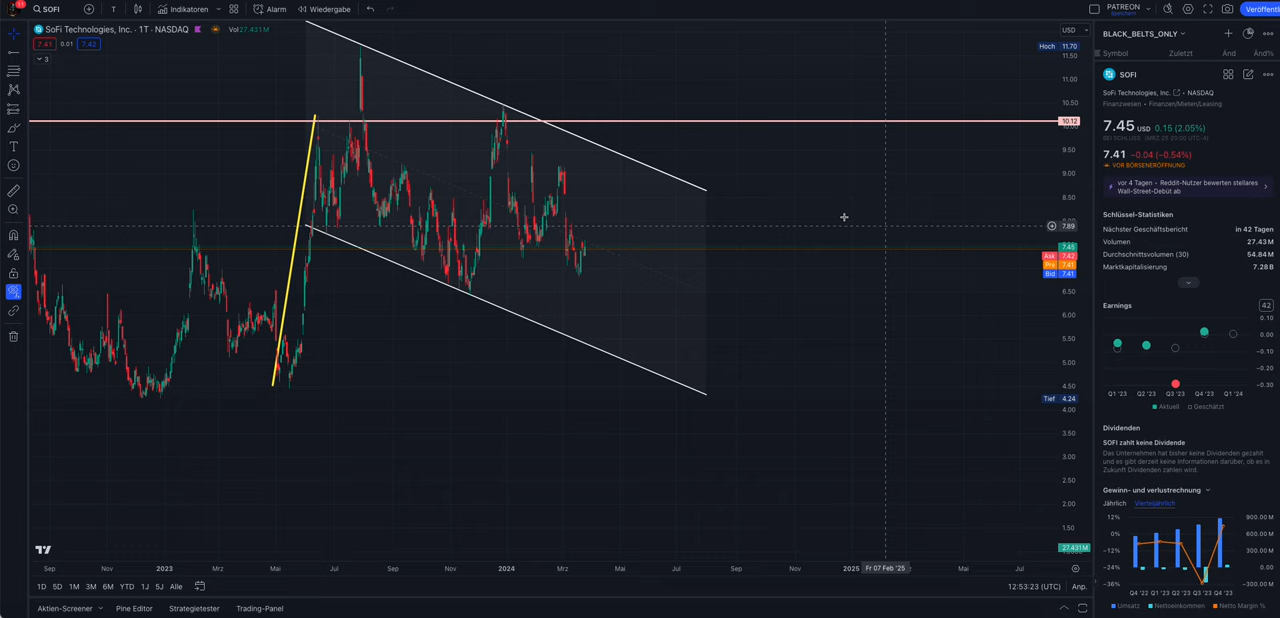 11
SOFI
T
Indikatoren
Alarm
Wiedergabe
PATREON
Speichern
Veröffentli
SoFi Technologies, Inc. · 1T · NASDAQ
Vol 27.431M
7.41 0.01 7.42
3
USD
Hoch 11.70
11.50
11.00
10.50
10.12
10.00
9.50
9.00
8.50
8.00
7.89
7.45
Ask 7.42
Pre 7.41
Bid 7.41
6.50
6.00
5.50
5.00
4.50
Tief 4.24
4.00
3.50
3.00
2.50
2.00
1.50
27.431M
Sep Nov 2023 Mrz Mai Jul Sep Nov 2024 Mrz Mai Jul Sep Nov 2025 Fr 07 Feb '25 Mai Jul
1D 5D 1M 3M 6M YTD 1J 5J Alle
12:53:23 (UTC) Anp.
Aktien-Screener Pine Editor Strategietester Trading-Panel
BLACK_BELTS_ONLY
Symbol Zuletzt Änd Änd%
SOFI
SoFi Technologies, Inc. • NASDAQ
Finanzwesen • Finanzen/Mieten/Leasing
7.45 USD 0.15 (2.05%)
7.41 −0.04 (−0.54%)
VOR BÖRSENERÖFFNUNG
vor 4 Tagen • Reddit-Nutzer bewerten stellares
Wall-Street-Debüt ab
Schlüssel-Statistiken
Nächster Geschäftsbericht in 42 Tagen
Volumen 27.43M
Durchschnittsvolumen (30) 54.84M
Marktkapitalisierung 7.28B
Earnings 42
0.10
0.00
−0.10
−0.20
−0.30
Q1 '23 Q2 '23 Q3 '23 Q4 '23 Q1 '24
Aktuell Geschätzt
Dividenden
SOFI zahlt keine Dividende
Das Unternehmen hat bisher keine Dividenden gezahlt
und es gibt derzeit keine Informationen darüber, ob es in
Zukunft Dividenden zahlen wird.
Gewinn- und verlustrechnung
Jährlich Vierteljährlich
12% 900.00M
0% 600.00M
−12% 300.00M
−24% 0.00
−36% −300.00M
Q4 '22 Q1 '23 Q2 '23 Q3 '23 Q4 '23
Umsatz Nettoeinkommen Netto Margin %